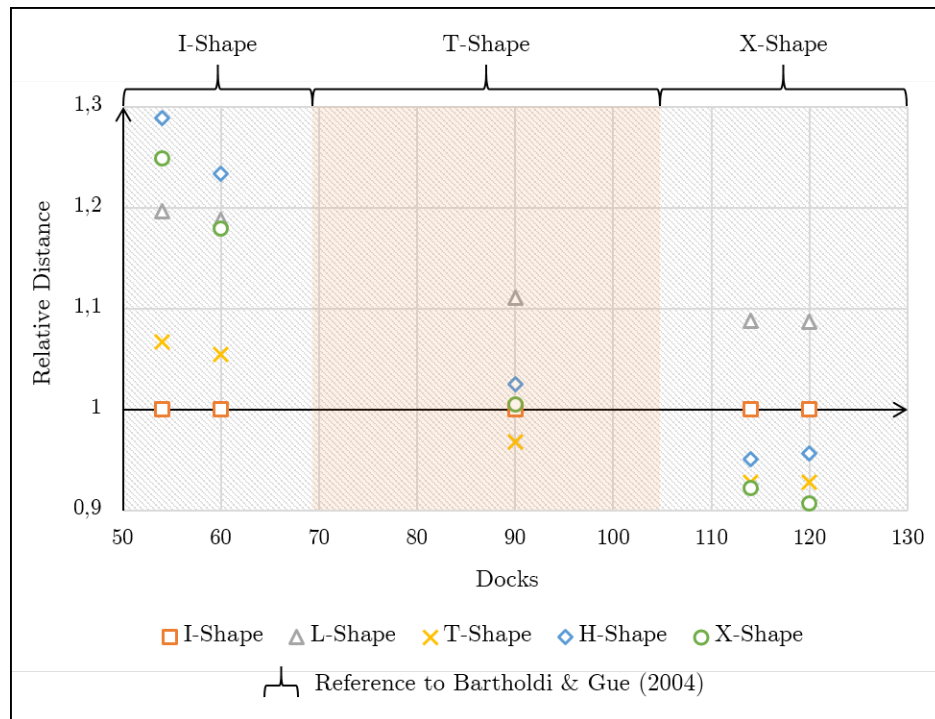 I-Shape T-Shape X-Shape
1,3
1,2
1,1
1
0,9
Relative Distance
50 60 70 80 90 100 110 120 130
Docks
I-Shape L-Shape T-Shape H-Shape X-Shape
Reference to Bartholdi & Gue (2004)